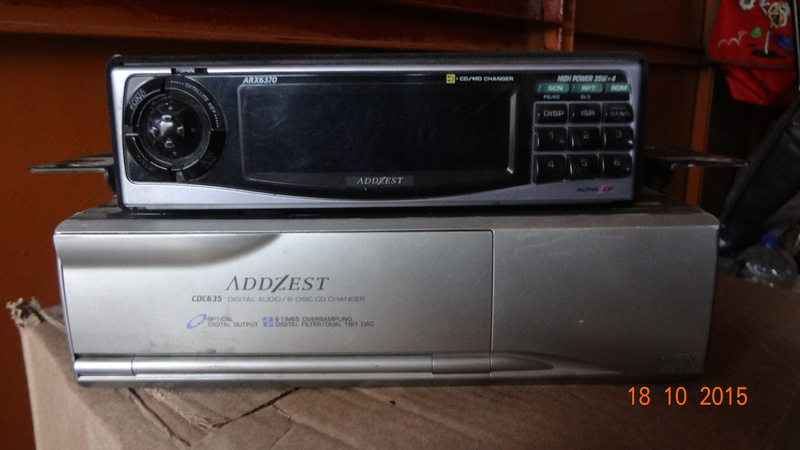 ARX6370
CD/MD CHANGER
HIGH POWER 35W×4
SCN RPT RDM
DISP ISR BAND
1 2 3
4 5 6
ADDZEST
ADDZEST
CDC635 DIGITAL AUDIO/6-DISC CD CHANGER
OPTICAL DIGITAL OUTPUT
8 TIMES OVERSAMPLING
DIGITAL FILTER/DUAL 1BIT DAC
18 10 2015